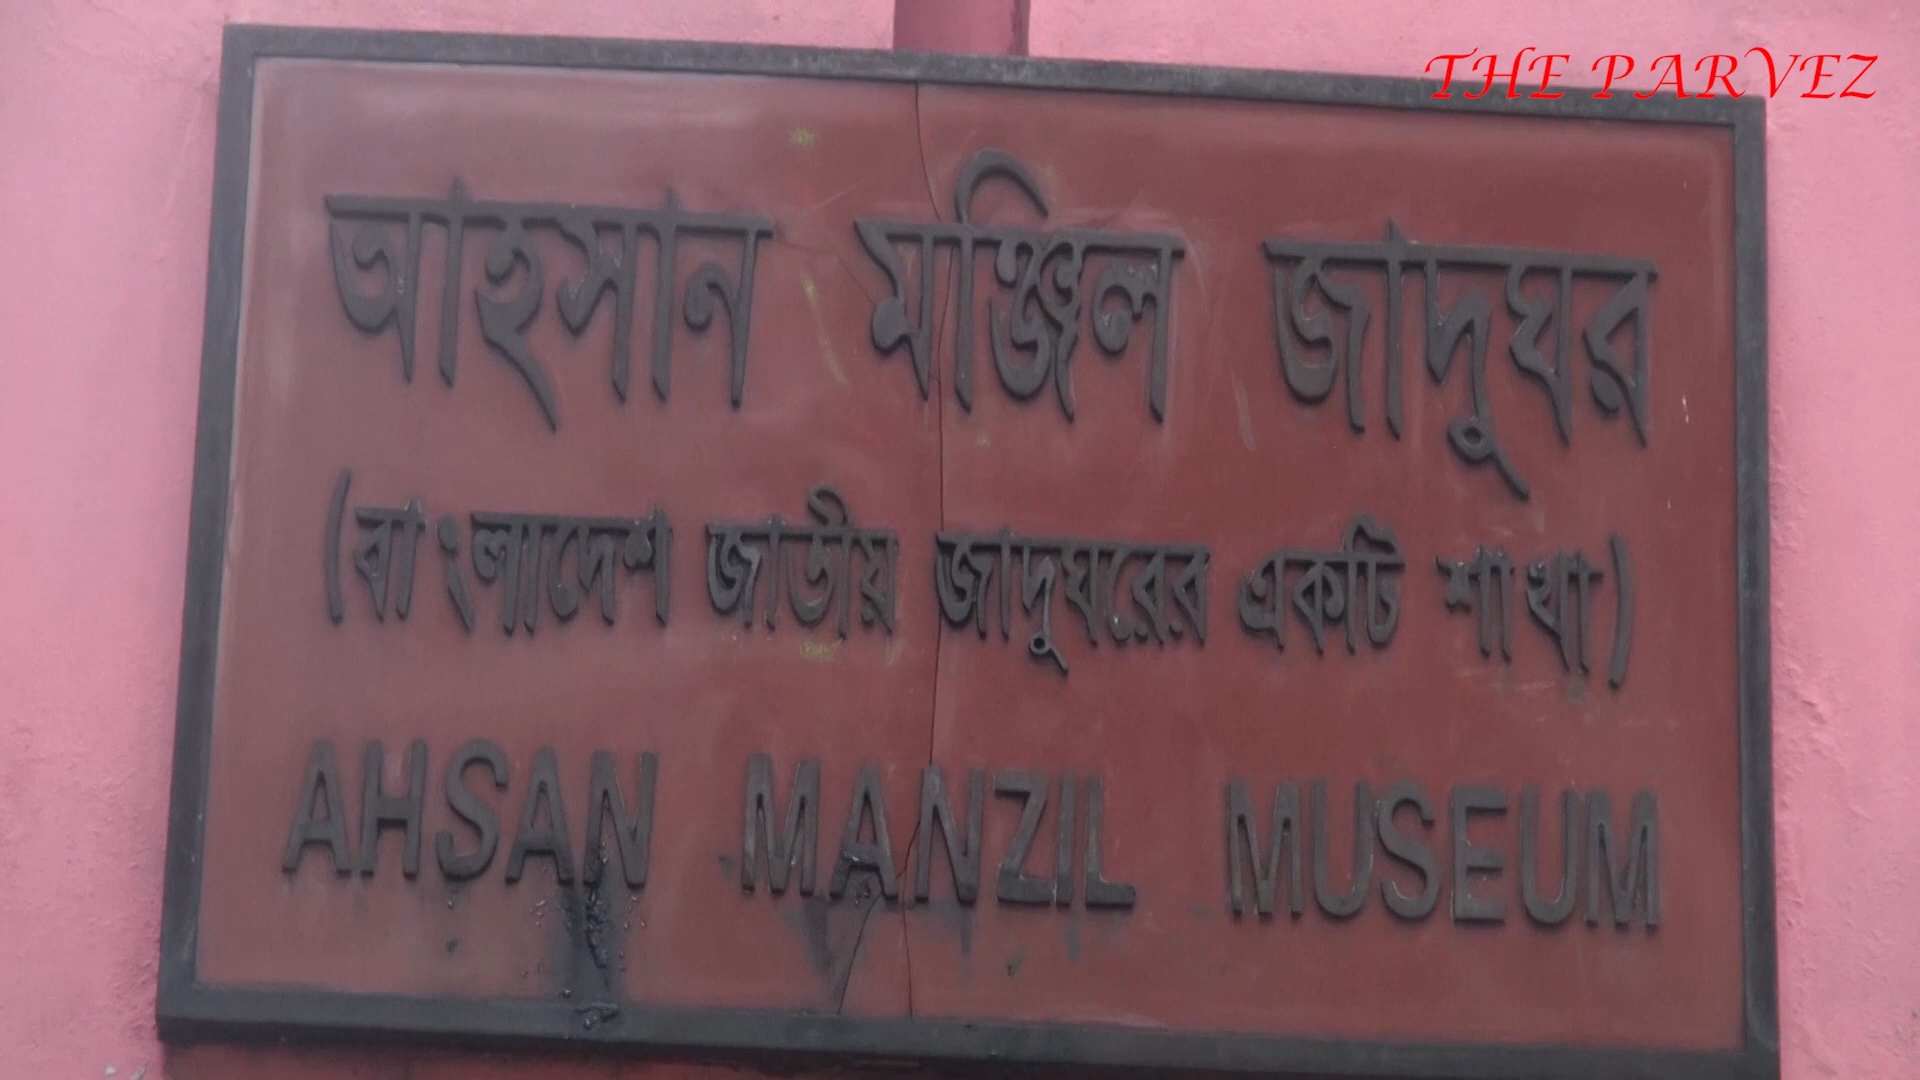 THE PARVEZ
আহসান মঞ্জিল জাদুঘর
(বাংলাদেশ জাতীয় জাদুঘরের একটি শাখা)
AHSAN MANZIL MUSEUM